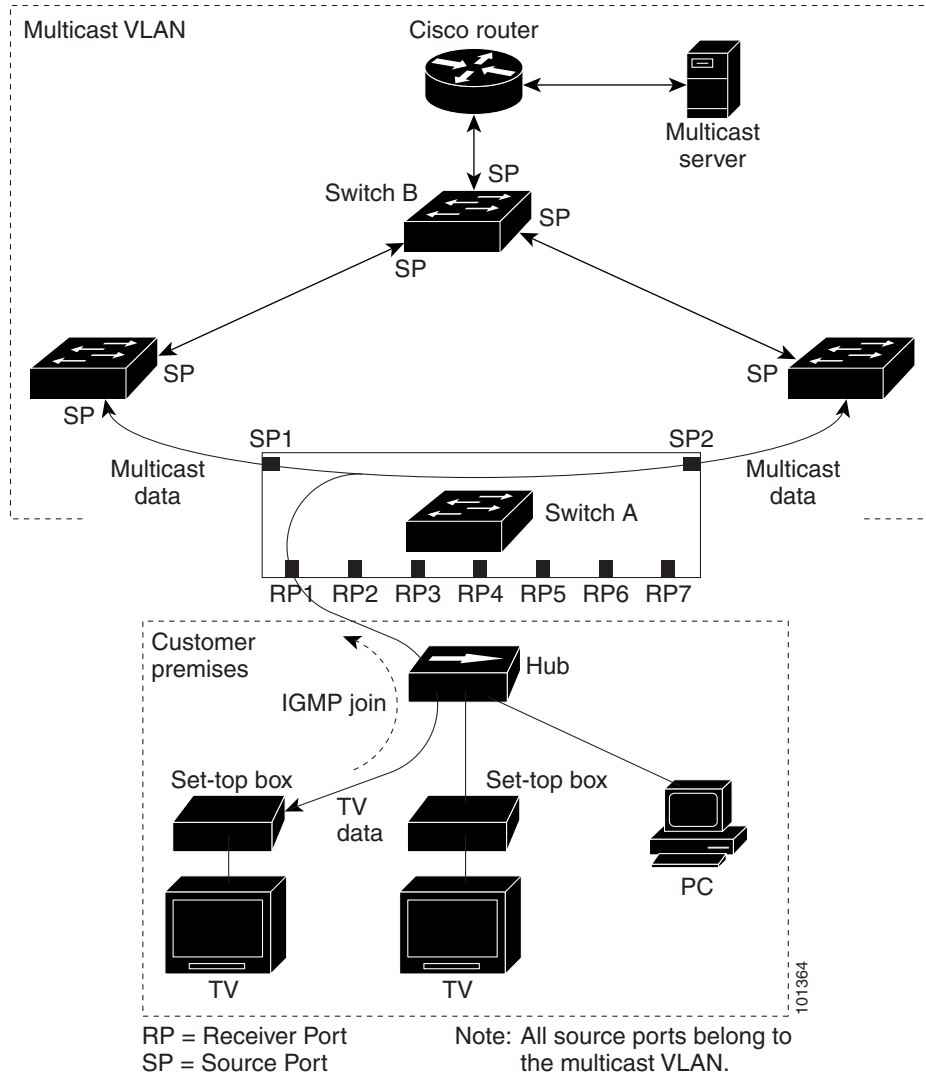 Multicast VLAN
Cisco router
Multicast
server
SP
Switch B
SP
SP
SP
SP
SP
SP1
SP2
Multicast
data
Multicast
data
Switch A
RP1 RP2 RP3 RP4 RP5 RP6 RP7
Customer
premises
Hub
IGMP join
Set-top box
Set-top box
TV
data
PC
TV
TV
101364
RP = Receiver Port
SP = Source Port
Note: All source ports belong to
the multicast VLAN.